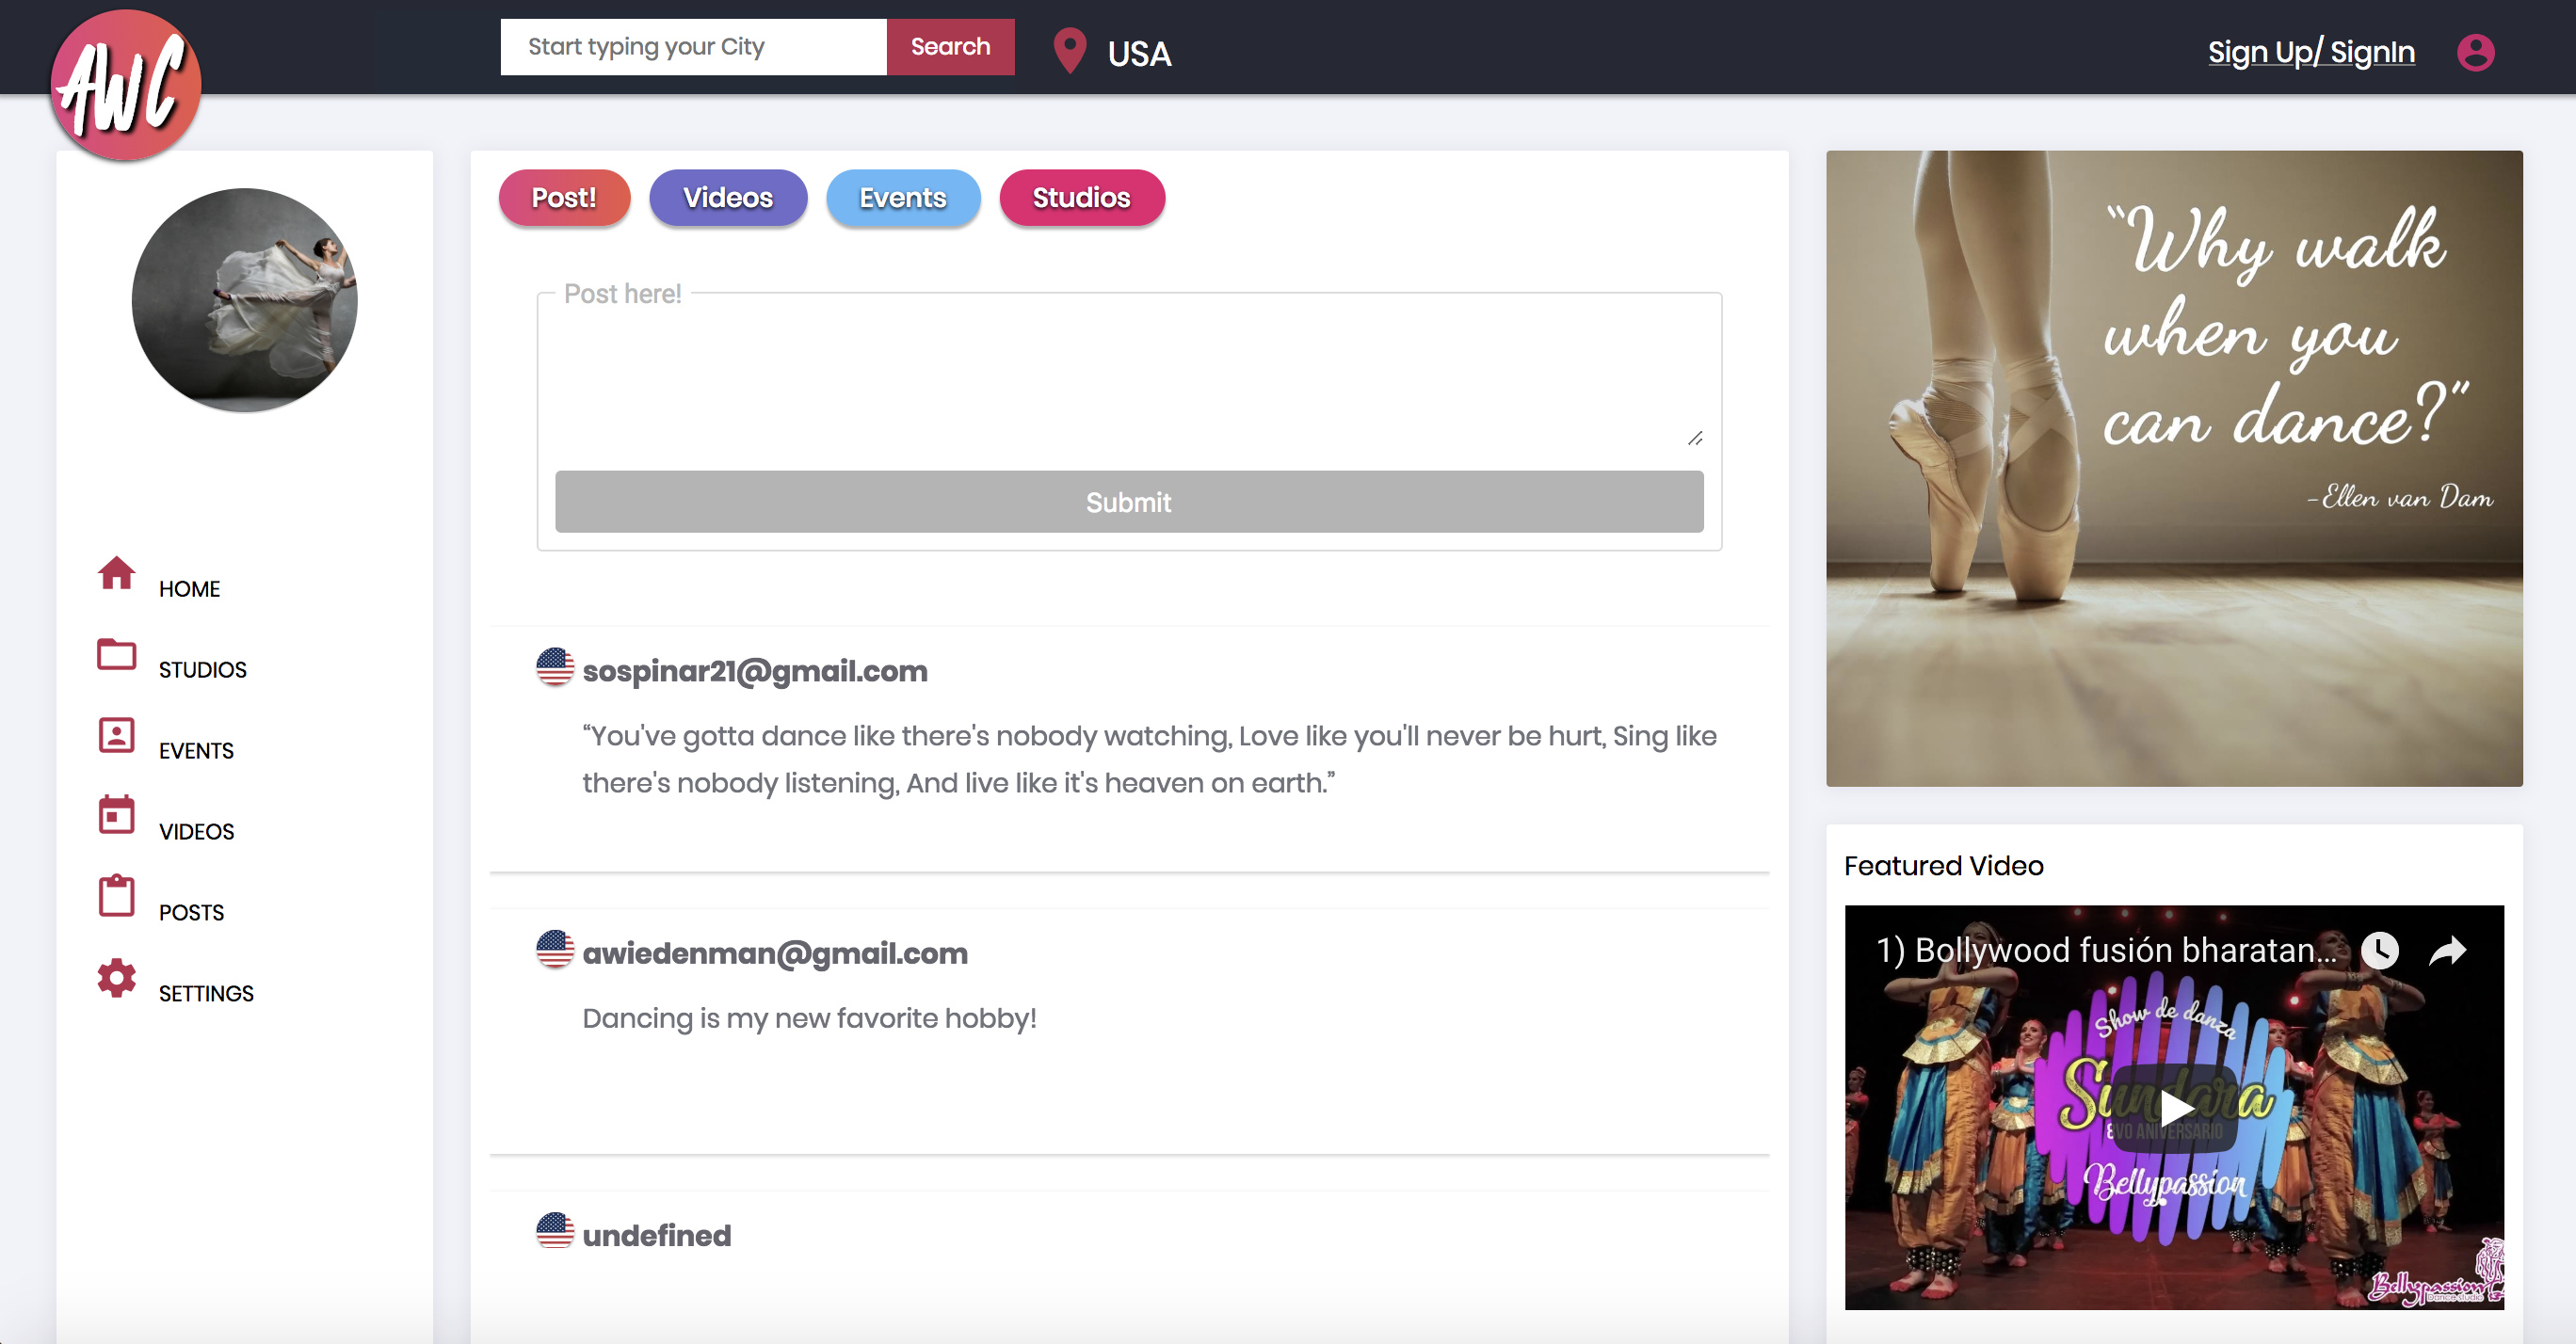 AWC
Start typing your City
Search
USA
Sign Up/ SignIn
HOME
STUDIOS
EVENTS
VIDEOS
POSTS
SETTINGS
Post!
Videos
Events
Studios
Post here!
Submit
sospinar21@gmail.com
“You've gotta dance like there's nobody watching, Love like you'll never be hurt, Sing like
there's nobody listening, And live like it's heaven on earth.”
awiedenman@gmail.com
Dancing is my new favorite hobby!
undefined
“Why walk
when you
can dance?”
-Ellen van Dam
Featured Video
1) Bollywood fusión bharatan...
Show de danza
Sundara
8VO ANIVERSARIO
Bellypassion
Bellypassion
Dance studio